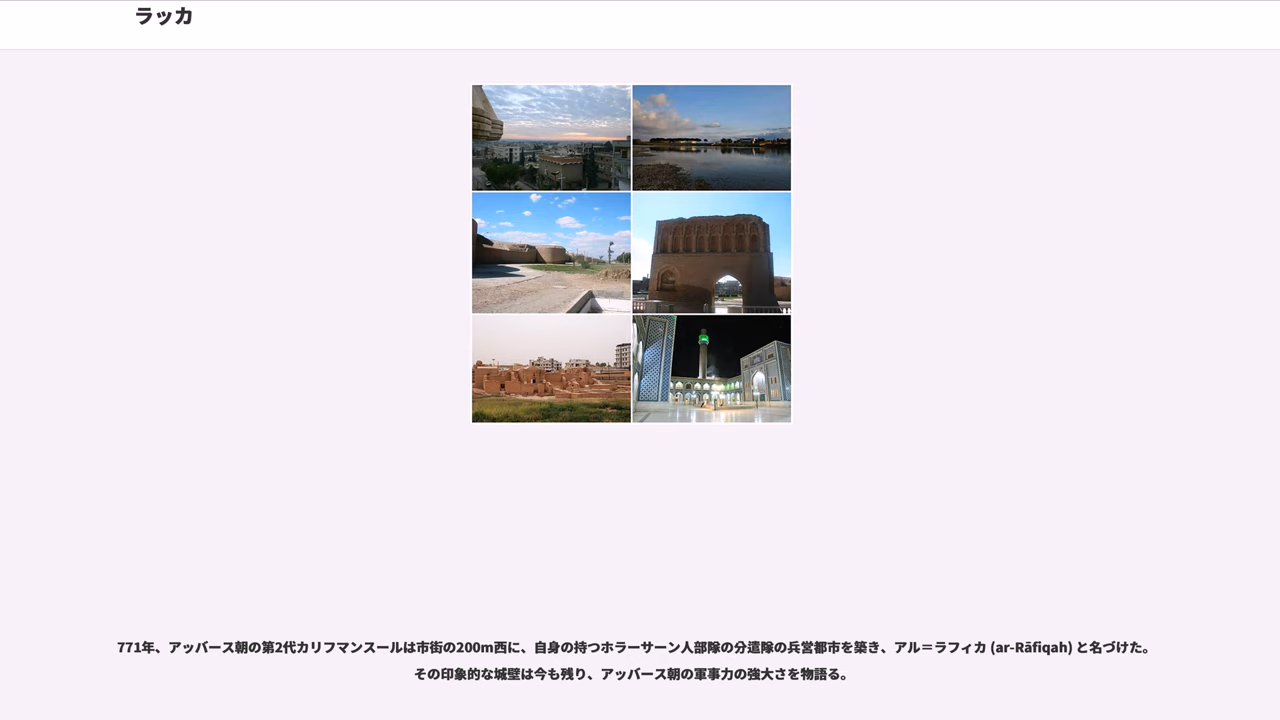 ラッカ
771年、アッバース朝の第2代カリフマンスールは市街の200m西に、自身の持つホラーサーン人部隊の分遣隊の兵営都市を築き、アル＝ラフィカ (ar-Rāfiqah) と名づけた。
その印象的な城壁は今も残り、アッバース朝の軍事力の強大さを物語る。